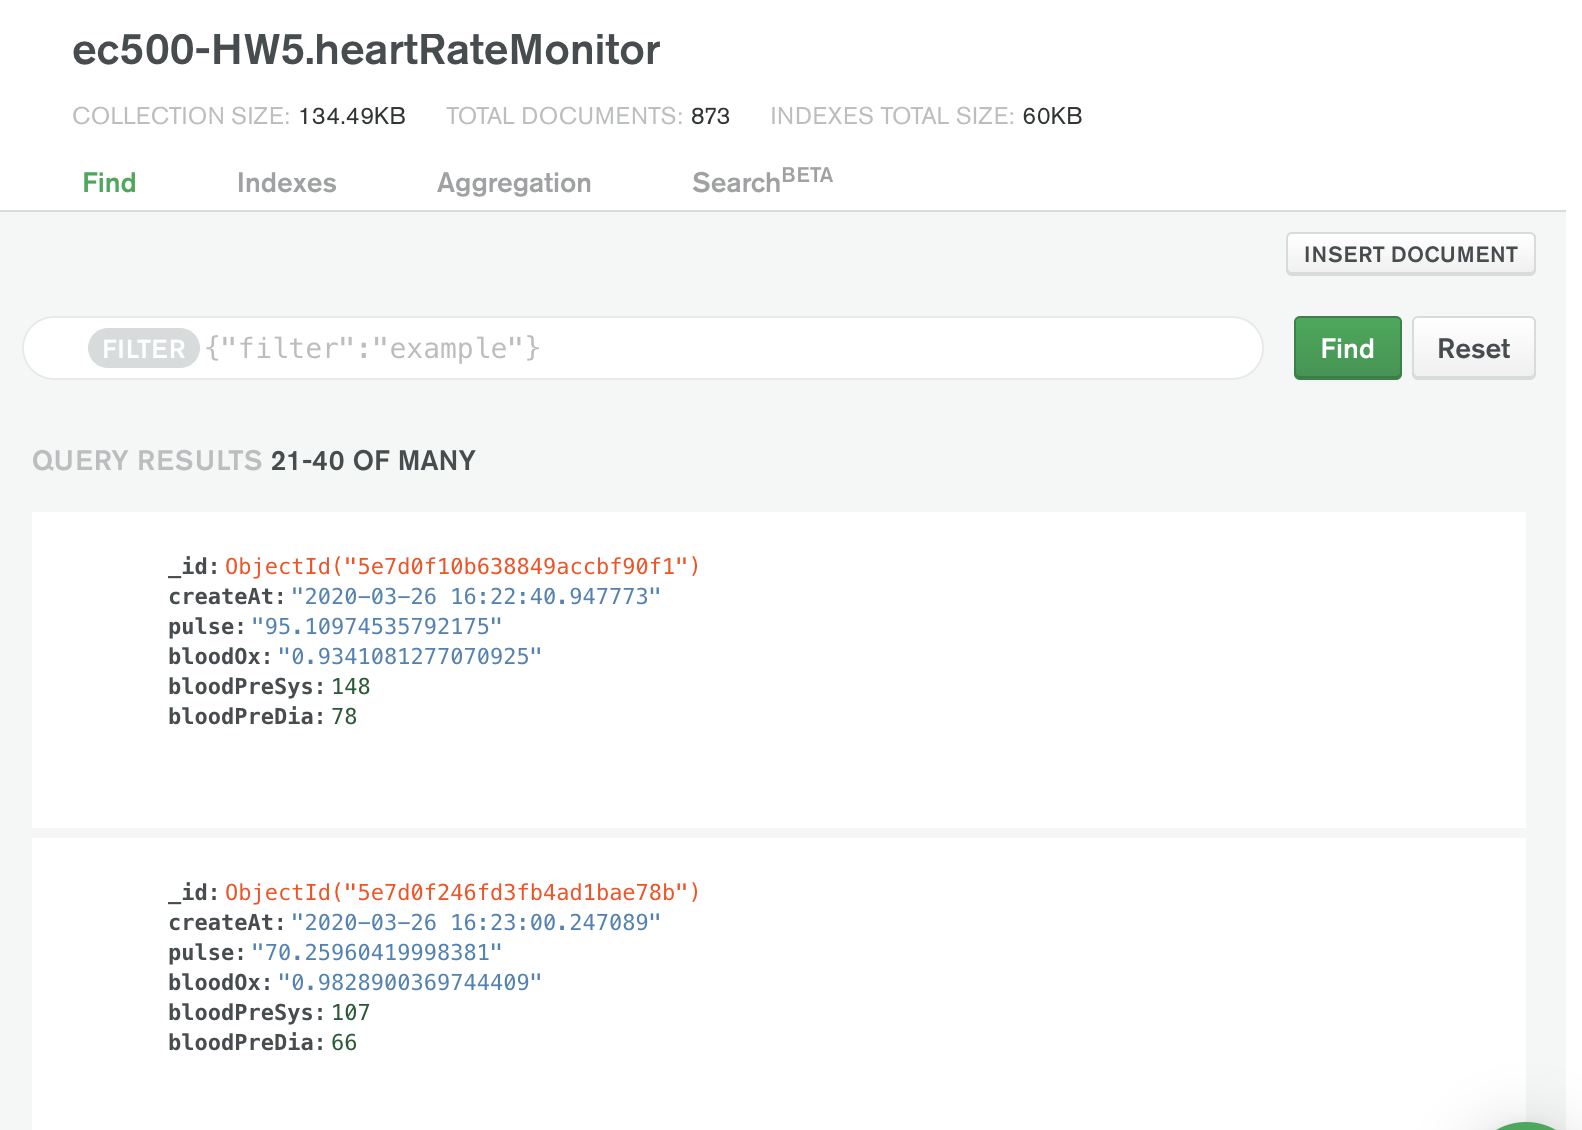 ec500-HW5.heartRateMonitor
COLLECTION SIZE: 134.49KB TOTAL DOCUMENTS: 873 INDEXES TOTAL SIZE: 60KB
Find Indexes Aggregation SearchBETA
INSERT DOCUMENT
FILTER {"filter":"example"} Find Reset
QUERY RESULTS 21-40 OF MANY
_id: ObjectId("5e7d0f10b638849accbf90f1")
createAt: "2020-03-26 16:22:40.947773"
pulse: "95.10974535792175"
bloodOx: "0.9341081277070925"
bloodPreSys: 148
bloodPreDia: 78
_id: ObjectId("5e7d0f246fd3fb4ad1bae78b")
createAt: "2020-03-26 16:23:00.247089"
pulse: "70.25960419998381"
bloodOx: "0.9828900369744409"
bloodPreSys: 107
bloodPreDia: 66